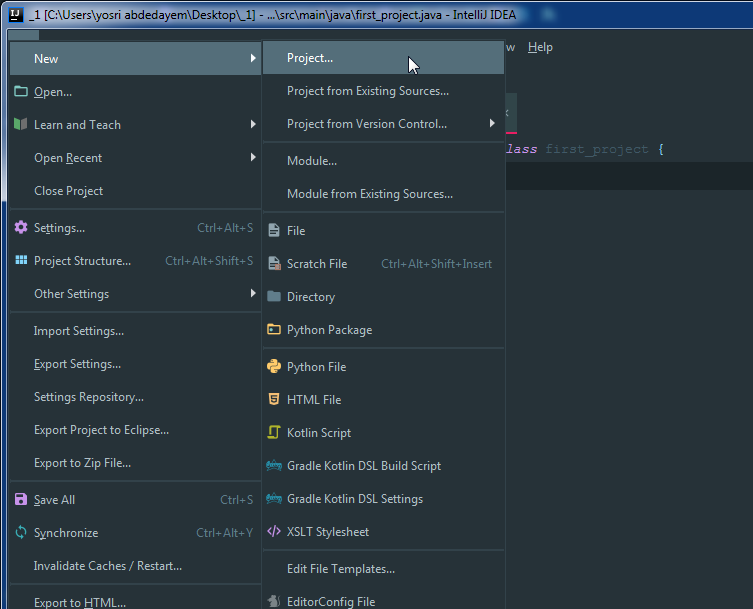 _1 [C:\Users\yosri abdedayem\Desktop\_1] - ...\src\main\java\first_project.java - IntelliJ IDEA
Help
New
Open...
Learn and Teach
Open Recent
Close Project
Settings... Ctrl+Alt+S
Project Structure... Ctrl+Alt+Shift+S
Other Settings
Import Settings...
Export Settings...
Settings Repository...
Export Project to Eclipse...
Export to Zip File...
Save All Ctrl+S
Synchronize Ctrl+Alt+Y
Invalidate Caches / Restart...
Export to HTML...
Project...
Project from Existing Sources...
Project from Version Control...
Module...
Module from Existing Sources...
File
Scratch File Ctrl+Alt+Shift+Insert
Directory
Python Package
Python File
HTML File
Kotlin Script
Gradle Kotlin DSL Build Script
Gradle Kotlin DSL Settings
XSLT Stylesheet
Edit File Templates...
EditorConfig File
lass first_project {